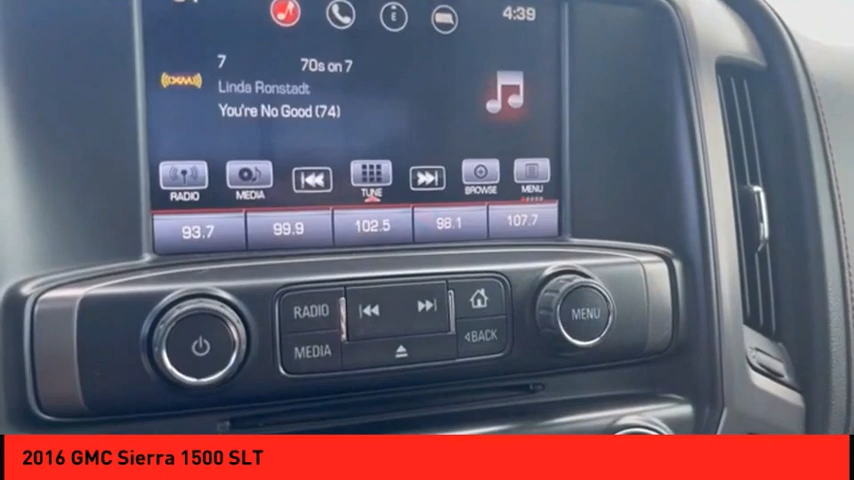 4:39
7 70s on 7
((XM))
Linda Ronstadt
You're No Good (74)
RADIO MEDIA TUNE BROWSE MENU
93.7 99.9 102.5 98.1 107.7
RADIO
MENU
MEDIA BACK
2016 GMC Sierra 1500 SLT